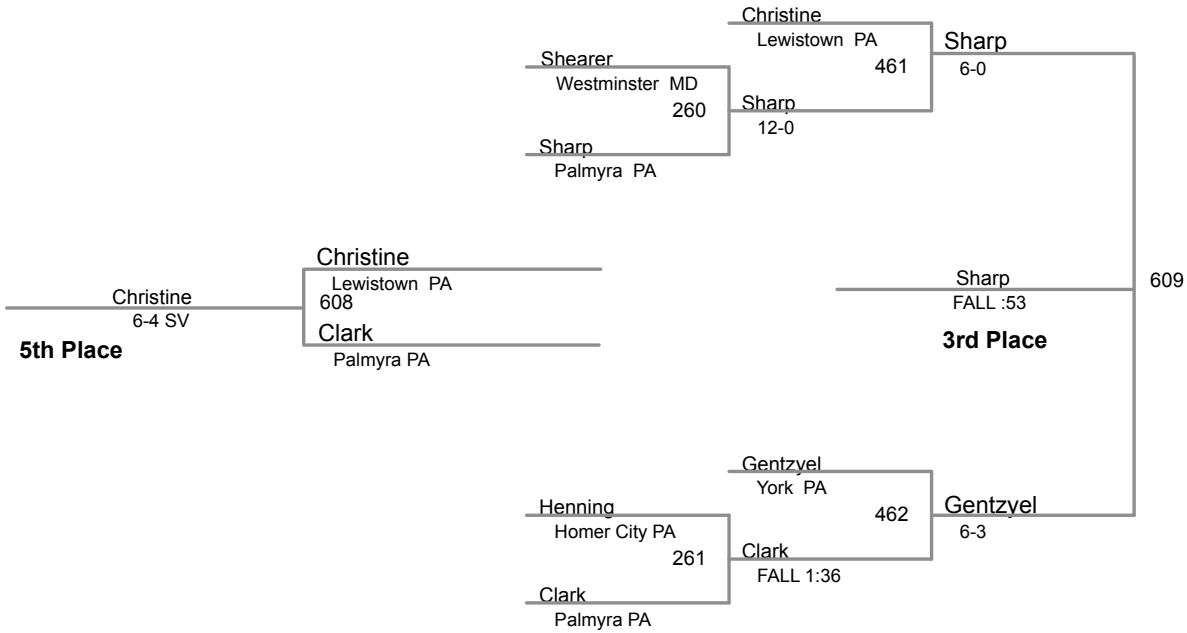 Christine
Lewistown PA
461
Sharp
6-0
Shearer
Westminster MD
260
Sharp
12-0
Sharp
Palmyra PA
Christine
Lewistown PA
608
Christine
6-4 SV
5th Place
Clark
Palmyra PA
Sharp
FALL :53
3rd Place
609
Gentzyel
York PA
462
Gentzyel
6-3
Henning
Homer City PA
261
Clark
FALL 1:36
Clark
Palmyra PA